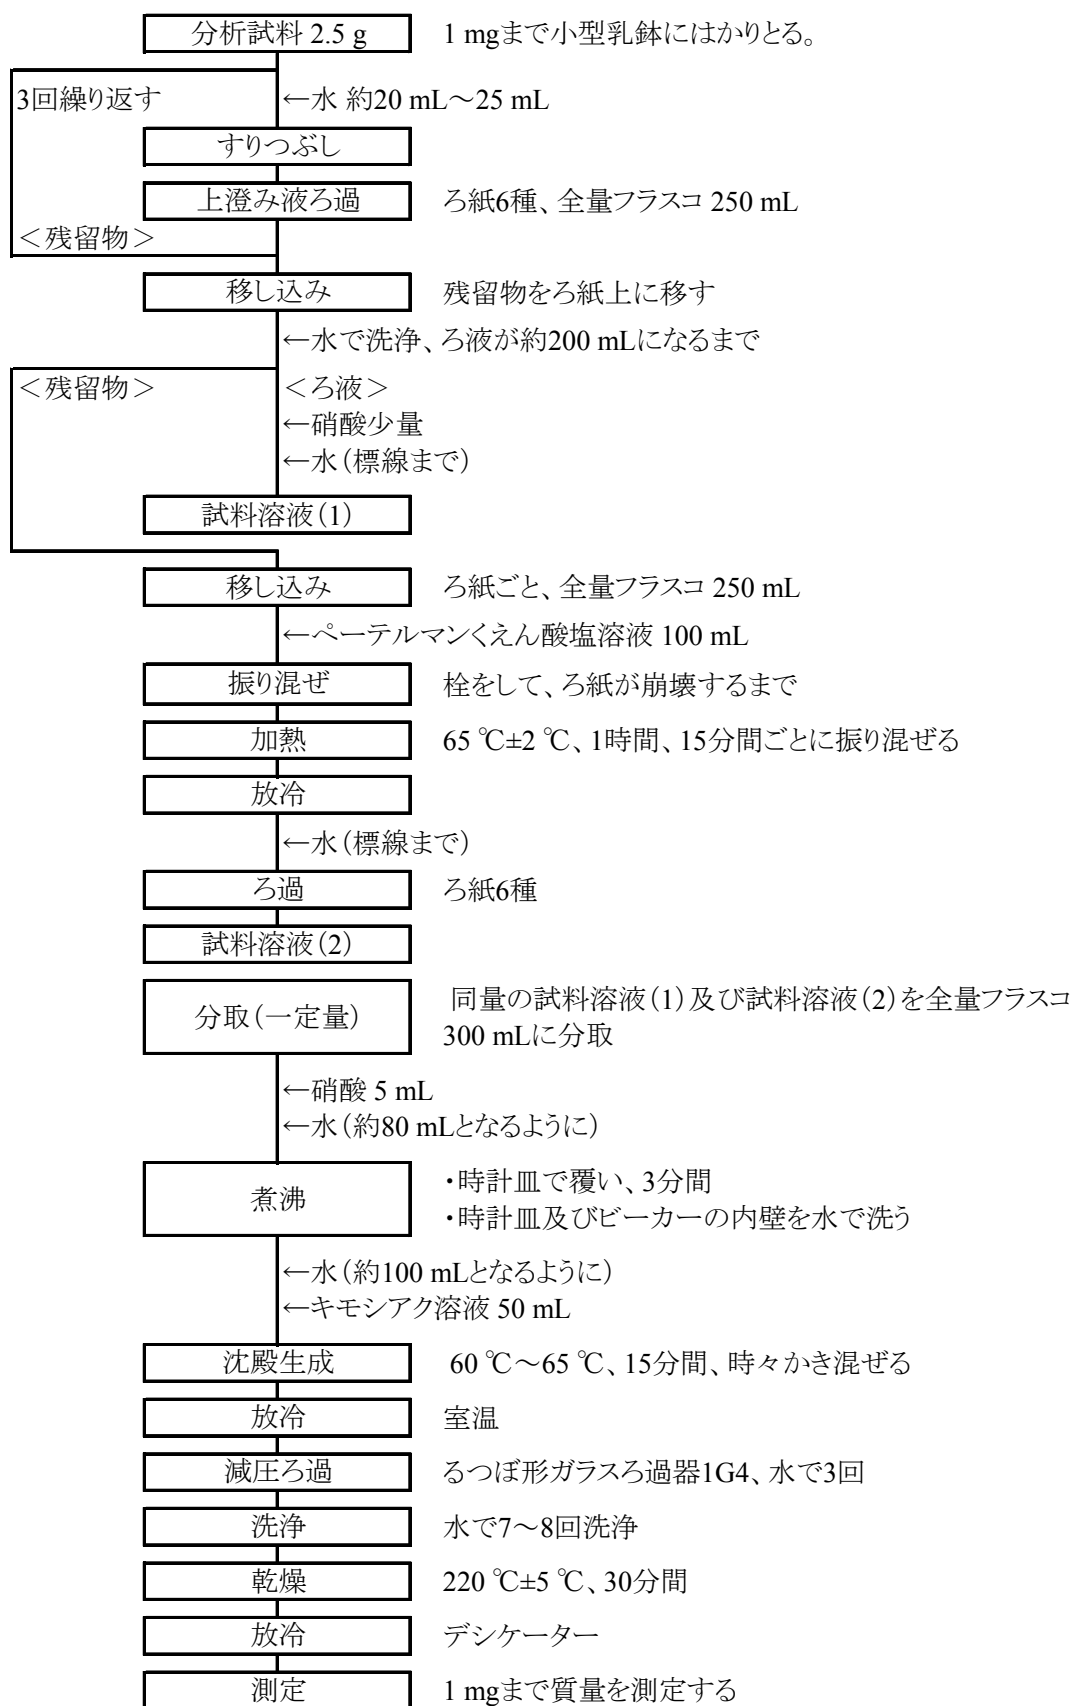 分析試料 2.5 g　1 mgまで小型乳鉢にはかりとる。
3回繰り返す　←水 約20 mL～25 mL
すりつぶし
上澄み液ろ過　ろ紙6種、全量フラスコ 250 mL
＜残留物＞
移し込み　残留物をろ紙上に移す
←水で洗浄、ろ液が約200 mLになるまで
＜残留物＞　＜ろ液＞
←硝酸少量
←水（標線まで）
試料溶液（1）
移し込み　ろ紙ごと、全量フラスコ 250 mL
←ペーテルマンくえん酸塩溶液 100 mL
振り混ぜ　栓をして、ろ紙が崩壊するまで
加熱　65 ℃±2 ℃、1時間、15分間ごとに振り混ぜる
放冷
←水（標線まで）
ろ過　ろ紙6種
試料溶液（2）
分取（一定量）　同量の試料溶液（1）及び試料溶液（2）を全量フラスコ
300 mLに分取
←硝酸 5 mL
←水（約80 mLとなるように）
煮沸　・時計皿で覆い、3分間
・時計皿及びビーカーの内壁を水で洗う
←水（約100 mLとなるように）
←キモシアク溶液 50 mL
沈殿生成　60 ℃～65 ℃、15分間、時々かき混ぜる
放冷　室温
減圧ろ過　るつぼ形ガラスろ過器1G4、水で3回
洗浄　水で7～8回洗浄
乾燥　220 ℃±5 ℃、30分間
放冷　デシケーター
測定　1 mgまで質量を測定する